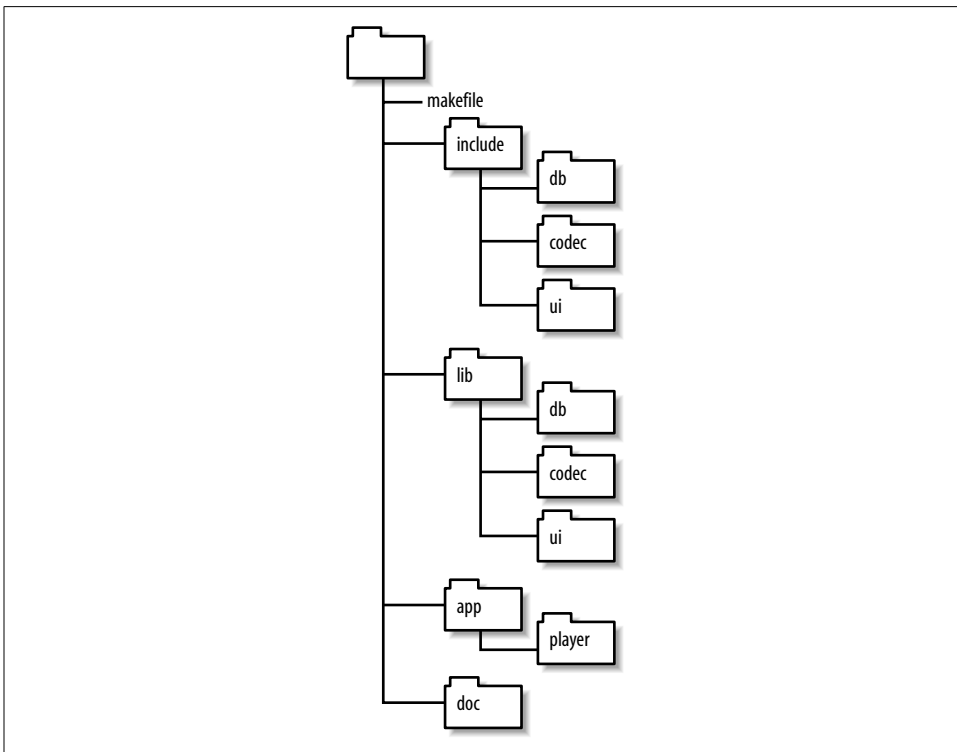 makefile
include
db
codec
ui
lib
db
codec
ui
app
player
doc